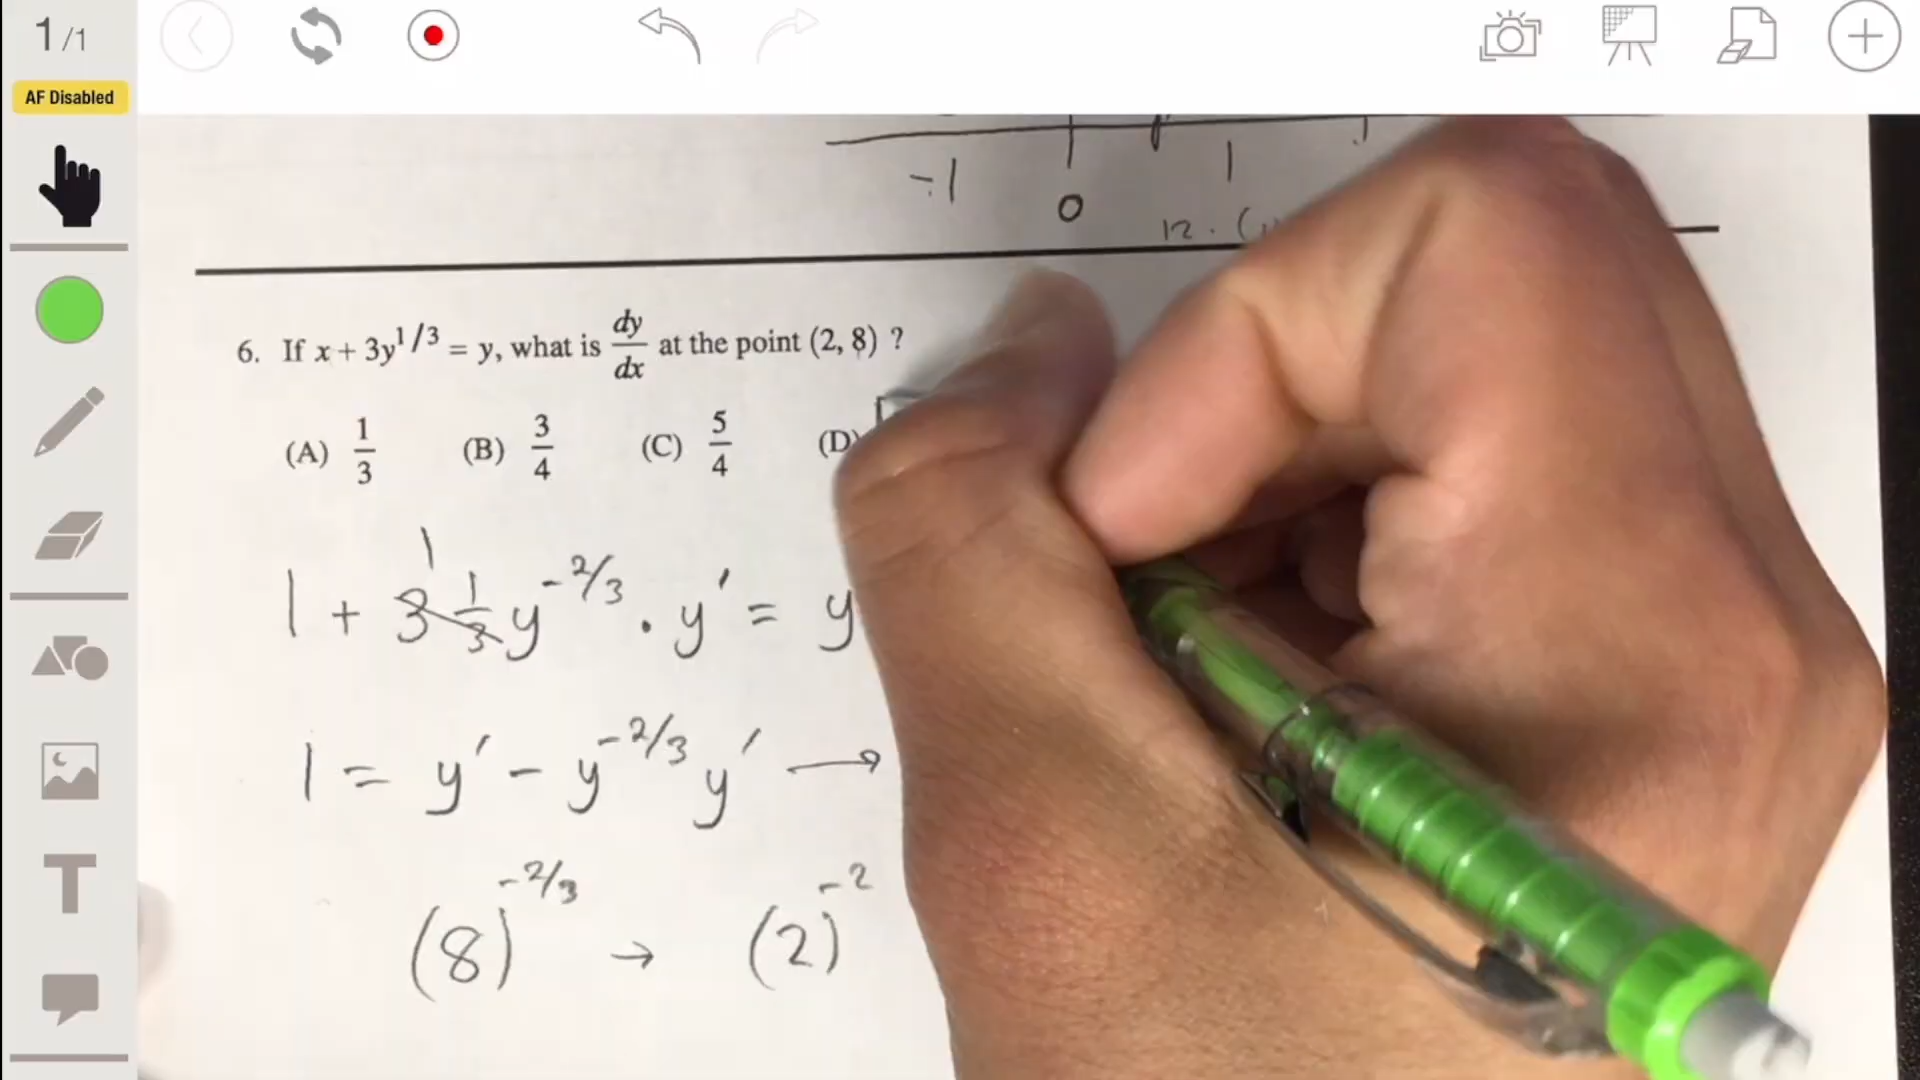 1/1
AF Disabled
-1
0
1
12 · (
6. If x + 3y^1/3 = y, what is dy/dx at the point (2, 8) ?
(A) 1/3 (B) 3/4 (C) 5/4 (D)
1
1 + 3 1/3 y^-2/3 · y' = y
1 = y' - y^-2/3 y' →
(8)^-2/3 → (2)^-2
T